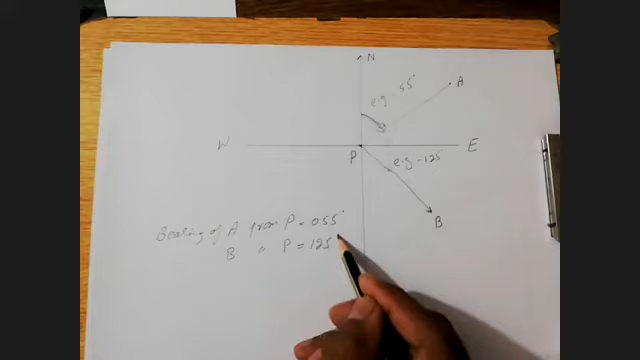 N
e.g - 55°
A
W
E
P
e.g - 125°
B
Bearing of A from P = 055°
B " P = 125